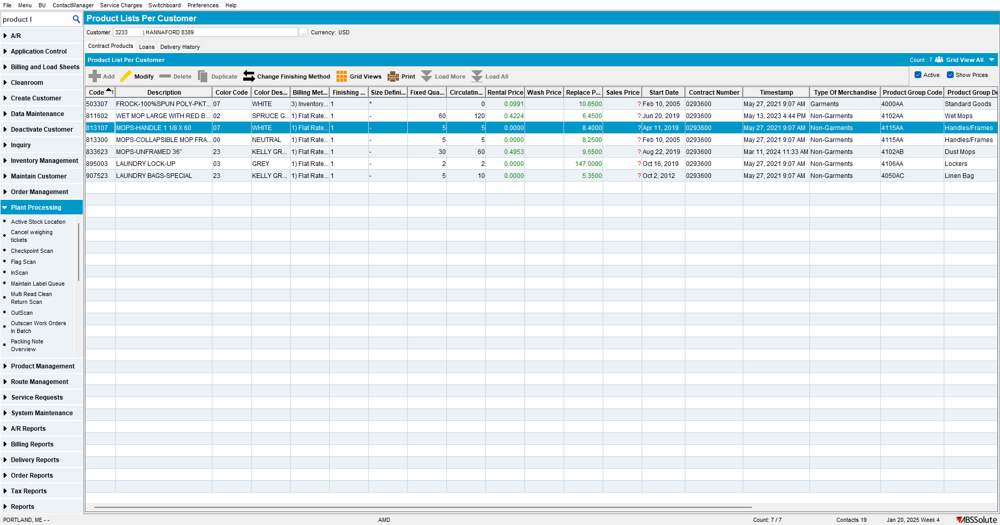 File Menu BU ContactManager Service Charges Switchboard Preferences Help
product l
Product Lists Per Customer
Customer 3233 | HANNAFORD 8389 ... Currency: USD
Contract Products Loans Delivery History
Product List Per Customer Count : 7 Grid View All
Add Modify Delete Duplicate Change Finishing Method Grid Views Print Load More Load All Active Show Prices
Code 1 Description Color Code Color Des... Billing Met... Finishing ... Size Defini... Fixed Qua... Circulatin... Rental Price Wash Price Replace P... Sales Price Start Date Contract Number Timestamp Type Of Merchandise Product Group Code Product Group De
503307 FROCK-100%SPUN POLY-PKT... 07 WHITE 3) Inventory... 1 * 0 0.0991 10.8500 ? Feb 10, 2005 0293600 May 27, 2021 9:07 AM Garments 4000AA Standard Goods
811602 WET MOP LARGE WITH RED B... 02 SPRUCE G... 1) Flat Rate... 1 - 60 120 0.4224 6.4500 ? Jun 20, 2019 0293600 May 13, 2023 4:44 PM Non-Garments 4102AA Wet Mops
813107 MOPS-HANDLE 1 1/8 X 60 07 WHITE 1) Flat Rate... 1 - 5 5 0.0000 8.4000 ? Apr 11, 2019 0293600 May 27, 2021 9:07 AM Non-Garments 4115AA Handles/Frames
813300 MOPS-COLLAPSIBLE MOP FRA... 00 NEUTRAL 1) Flat Rate... 1 - 5 5 0.0000 8.2500 ? Feb 10, 2005 0293600 May 27, 2021 9:07 AM Non-Garments 4115AA Handles/Frames
833623 MOPS-UNFRAMED 36" 23 KELLY GR... 1) Flat Rate... 1 - 30 60 0.4953 9.6500 ? Aug 22, 2019 0293600 Mar 11, 2024 11:33 AM Non-Garments 4102AB Dust Mops
895003 LAUNDRY LOCK-UP 03 GREY 1) Flat Rate... 1 - 2 2 0.0000 147.0000 ? Oct 16, 2019 0293600 May 27, 2021 9:07 AM Non-Garments 4106AA Lockers
907523 LAUNDRY BAGS-SPECIAL 23 KELLY GR... 1) Flat Rate... 1 - 5 10 0.0000 5.3500 ? Oct 2, 2012 0293600 May 27, 2021 9:07 AM Non-Garments 4050AC Linen Bag
A/R
Application Control
Billing and Load Sheets
Cleanroom
Create Customer
Data Maintenance
Deactivate Customer
Inquiry
Inventory Management
Maintain Customer
Order Management
Plant Processing
Active Stock Location
Cancel weighing
tickets
Checkpoint Scan
Flag Scan
InScan
Maintain Label Queue
Multi Read Clean
Return Scan
OutScan
Outscan Work Orders
In Batch
Packing Note
Overview
Product Management
Route Management
Service Requests
System Maintenance
A/R Reports
Billing Reports
Delivery Reports
Order Reports
Tax Reports
Reports
PORTLAND, ME - - AMD Count: 7 / 7 Contacts 19 Jan 20, 2025 Week 4 ABSSolute